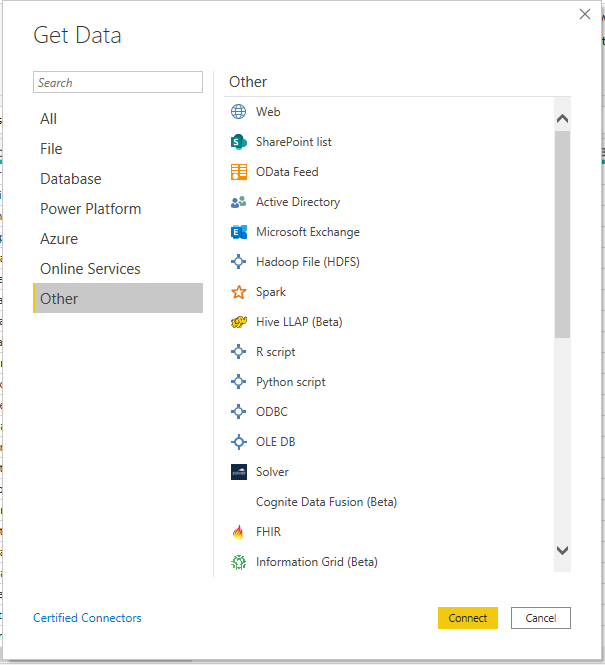 Get Data
Search
All
File
Database
Power Platform
Azure
Online Services
Other
Other
Web
SharePoint list
OData Feed
Active Directory
Microsoft Exchange
Hadoop File (HDFS)
Spark
Hive LLAP (Beta)
R script
Python script
ODBC
OLE DB
Solver
Cognite Data Fusion (Beta)
FHIR
Information Grid (Beta)
Certified Connectors
Connect
Cancel